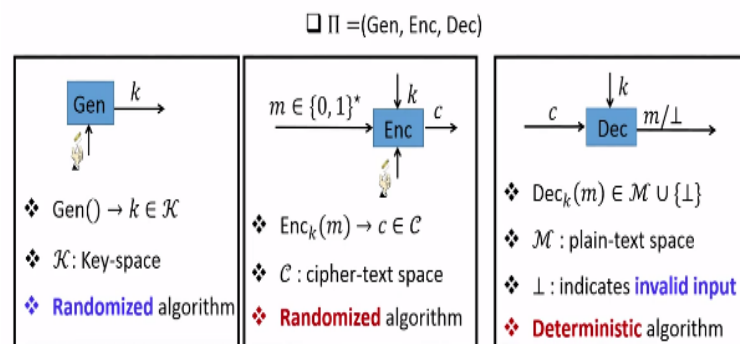 ❑ Π =(Gen, Enc, Dec)
Gen
k
❖ Gen() → k ∈ 𝒦
❖ 𝒦: Key-space
❖ Randomized algorithm
m ∈ {0, 1}*
k
Enc
c
❖ Enc_k(m) → c ∈ 𝒞
❖ 𝒞 : cipher-text space
❖ Randomized algorithm
c
k
Dec
m/⊥
❖ Dec_k(m) ∈ ℳ ∪ {⊥}
❖ ℳ : plain-text space
❖ ⊥ : indicates invalid input
❖ Deterministic algorithm